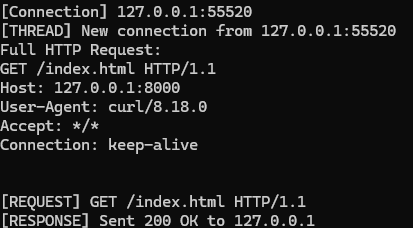 [Connection] 127.0.0.1:55520
[THREAD] New connection from 127.0.0.1:55520
Full HTTP Request:
GET /index.html HTTP/1.1
Host: 127.0.0.1:8000
User-Agent: curl/8.18.0
Accept: */*
Connection: keep-alive
[REQUEST] GET /index.html HTTP/1.1
[RESPONSE] Sent 200 OK to 127.0.0.1